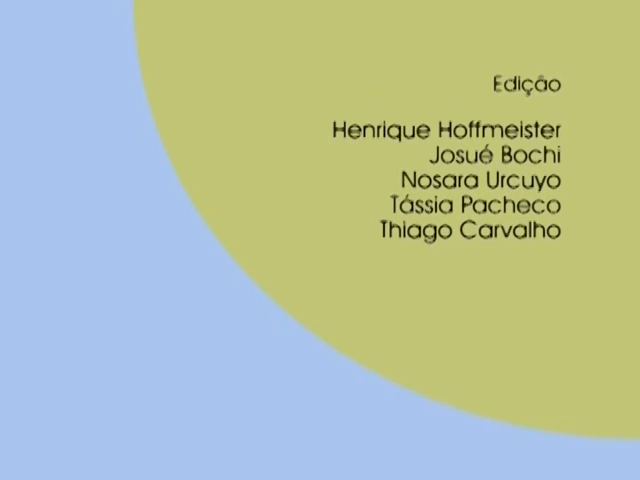 Edição
Henrique Hoffmeister
Josué Bochi
Nosara Urcuyo
Tássia Pacheco
Thiago Carvalho